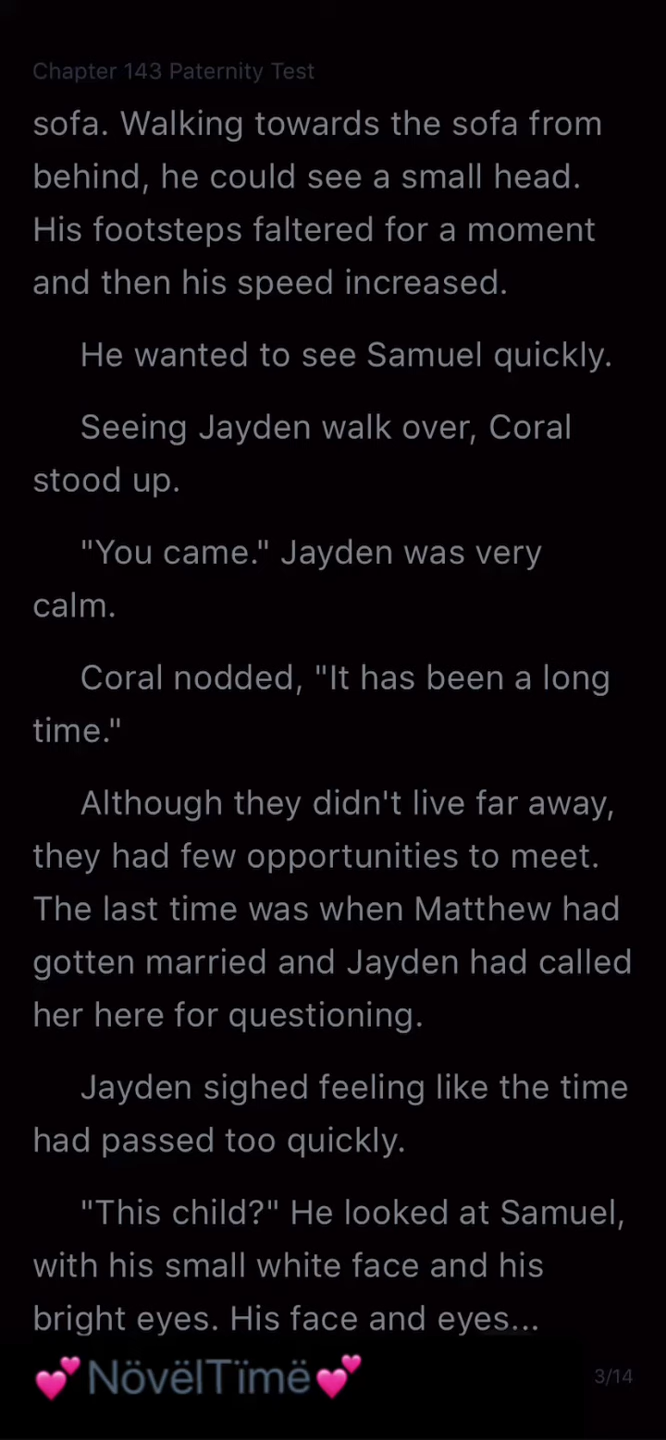 Chapter 143 Paternity Test
sofa. Walking towards the sofa from
behind, he could see a small head.
His footsteps faltered for a moment
and then his speed increased.
He wanted to see Samuel quickly.
Seeing Jayden walk over, Coral
stood up.
"You came." Jayden was very
calm.
Coral nodded, "It has been a long
time."
Although they didn't live far away,
they had few opportunities to meet.
The last time was when Matthew had
gotten married and Jayden had called
her here for questioning.
Jayden sighed feeling like the time
had passed too quickly.
"This child?" He looked at Samuel,
with his small white face and his
bright eyes. His face and eyes...
💕NövëlTïmë💕
3/14